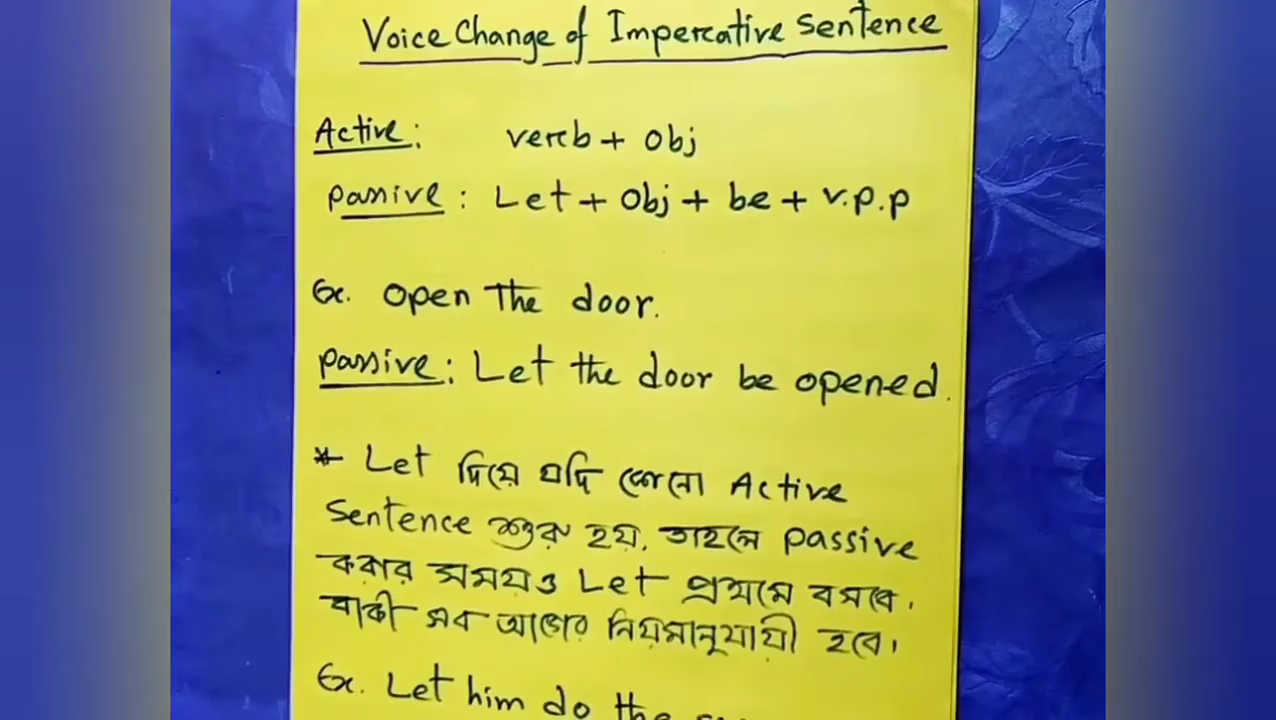 Voice Change of Imperative Sentence
Active: verb + obj
Passive: Let + obj + be + v.p.p
Ex. Open The door.
Passive: Let the door be opened.
* Let দিয়ে যদি কোনো Active
Sentence শুরু হয়, তাহলে passive
করার সময়ও Let প্রথমে বসবে।
বাকী সব আগের নিয়মানুযায়ী হবে।
Ex. Let him do the